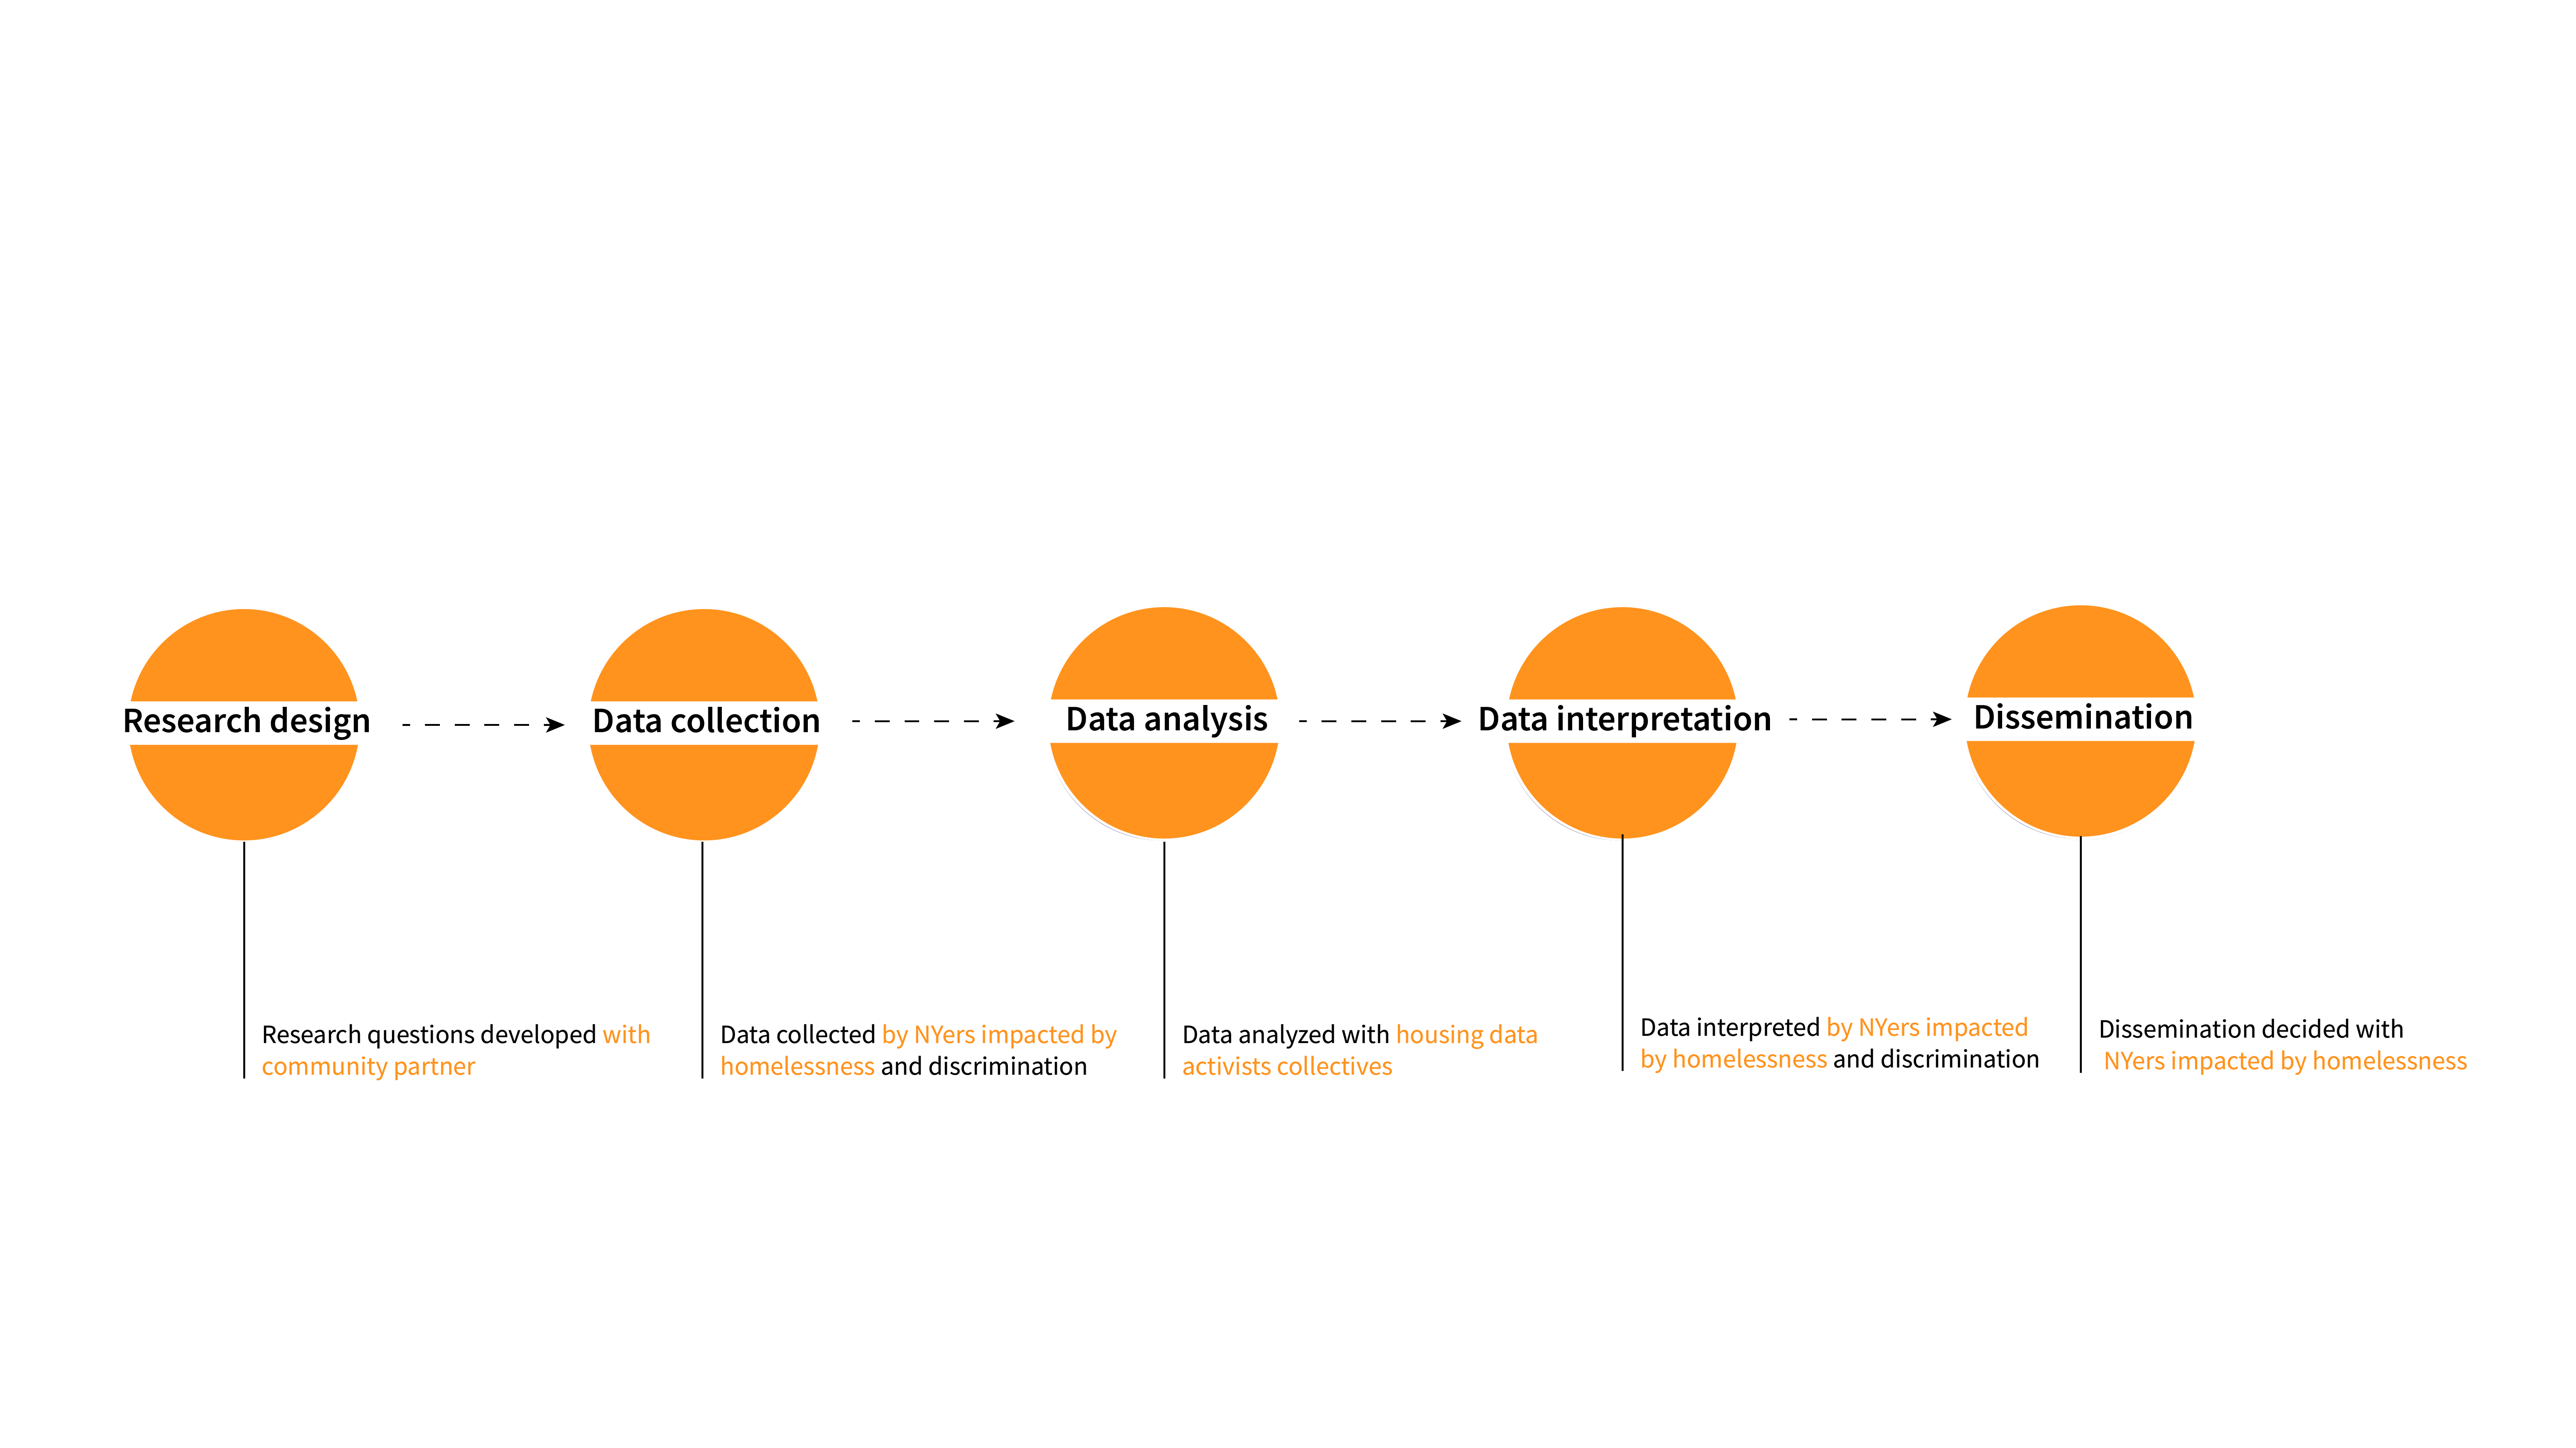 Research design
Data collection
Data analysis
Data interpretation
Dissemination
Research questions developed with
community partner
Data collected by NYers impacted by
homelessness and discrimination
Data analyzed with housing data
activists collectives
Data interpreted by NYers impacted
by homelessness and discrimination
Dissemination decided with
NYers impacted by homelessness